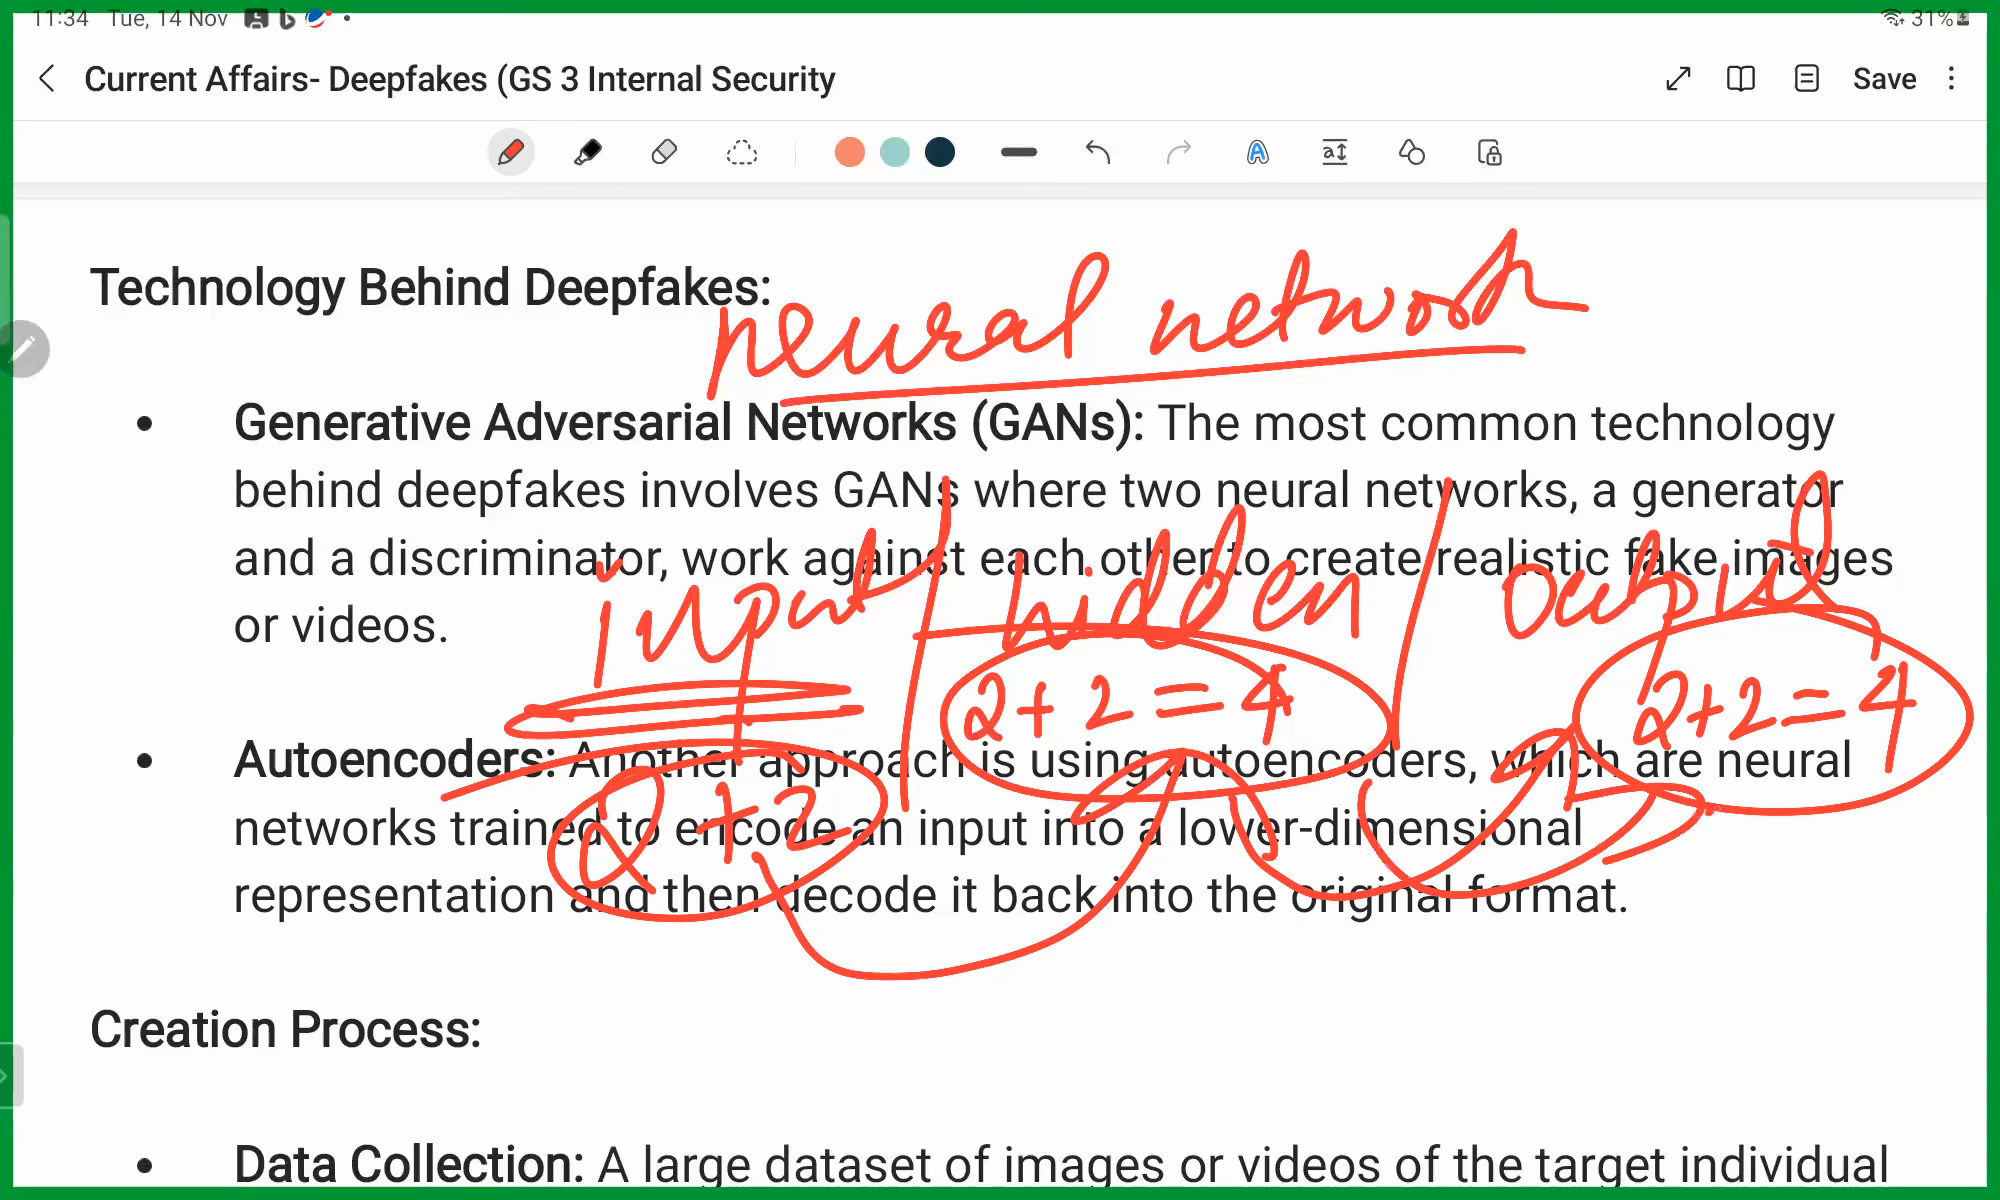 11:34 Tue, 14 Nov
31%
Current Affairs- Deepfakes (GS 3 Internal Security
Save
Technology Behind Deepfakes:
neural network
• Generative Adversarial Networks (GANs): The most common technology
behind deepfakes involves GANs where two neural networks, a generator
and a discriminator, work against each other to create realistic fake images
or videos.
input hidden output
2+2=4 2+2=4
• Autoencoders: Another approach is using autoencoders, which are neural
2+2
networks trained to encode an input into a lower-dimensional
representation and then decode it back into the original format.
Creation Process:
• Data Collection: A large dataset of images or videos of the target individual